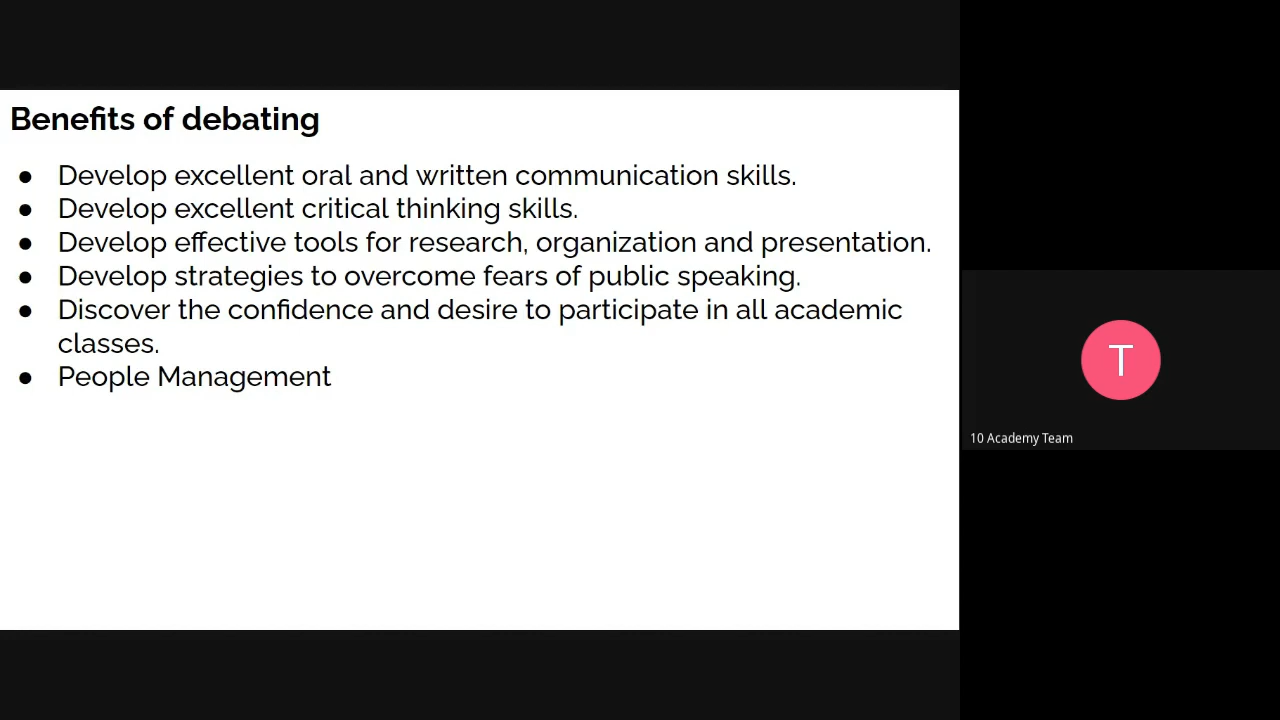 Benefits of debating
● Develop excellent oral and written communication skills.
● Develop excellent critical thinking skills.
● Develop effective tools for research, organization and presentation.
● Develop strategies to overcome fears of public speaking.
● Discover the confidence and desire to participate in all academic
classes.
● People Management
T
10 Academy Team